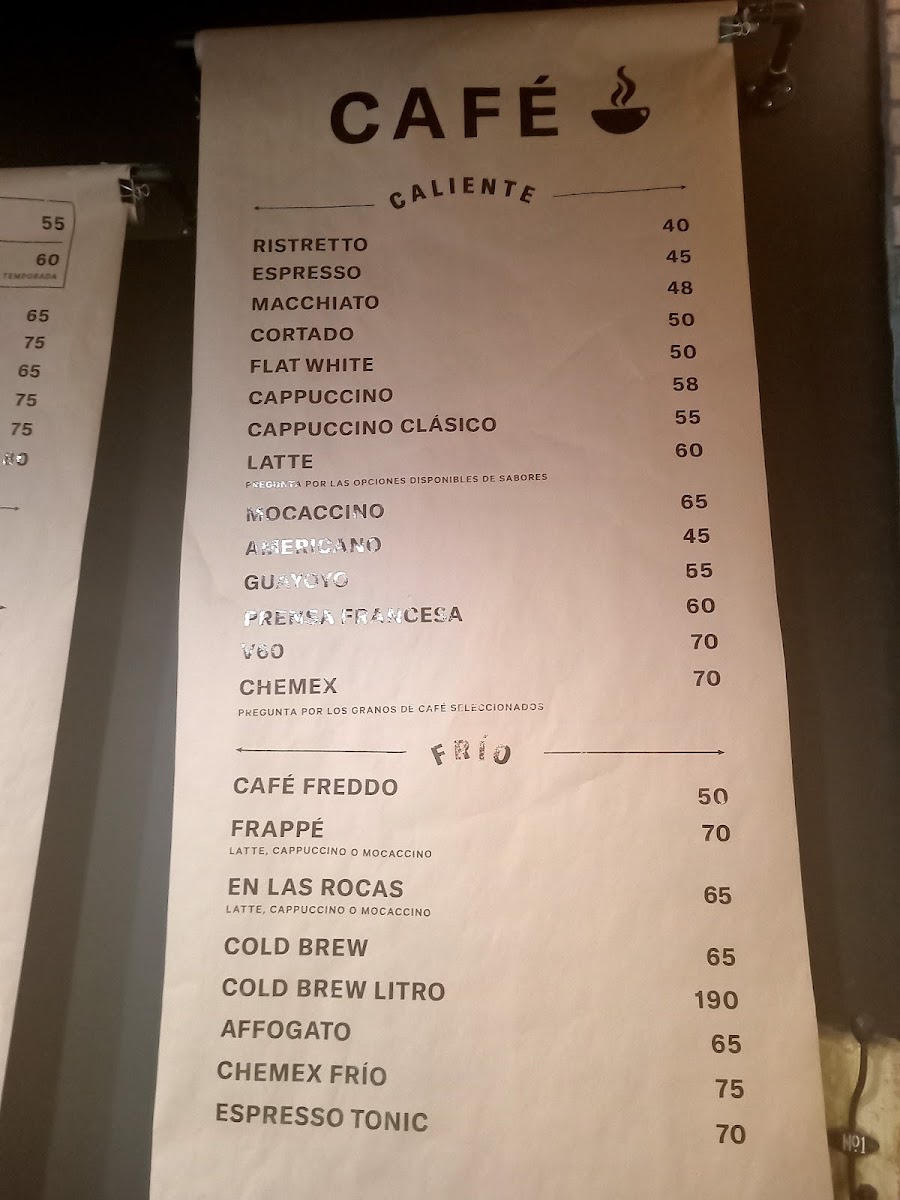 55
60
TEMPORADA
65
75
65
75
75
CAFÉ
CALIENTE
RISTRETTO 40
ESPRESSO 45
MACCHIATO 48
CORTADO 50
FLAT WHITE 50
CAPPUCCINO 58
CAPPUCCINO CLÁSICO 55
LATTE 60
PREGUNTA POR LAS OPCIONES DISPONIBLES DE SABORES
MOCACCINO 65
AMERICANO 45
GUAYOYO 55
PRENSA FRANCESA 60
V60 70
CHEMEX 70
PREGUNTA POR LOS GRANOS DE CAFÉ SELECCIONADOS
FRÍO
CAFÉ FREDDO 50
FRAPPÉ 70
LATTE, CAPPUCCINO O MOCACCINO
EN LAS ROCAS 65
LATTE, CAPPUCCINO O MOCACCINO
COLD BREW 65
COLD BREW LITRO 190
AFFOGATO 65
CHEMEX FRÍO 75
ESPRESSO TONIC 70
Nº1